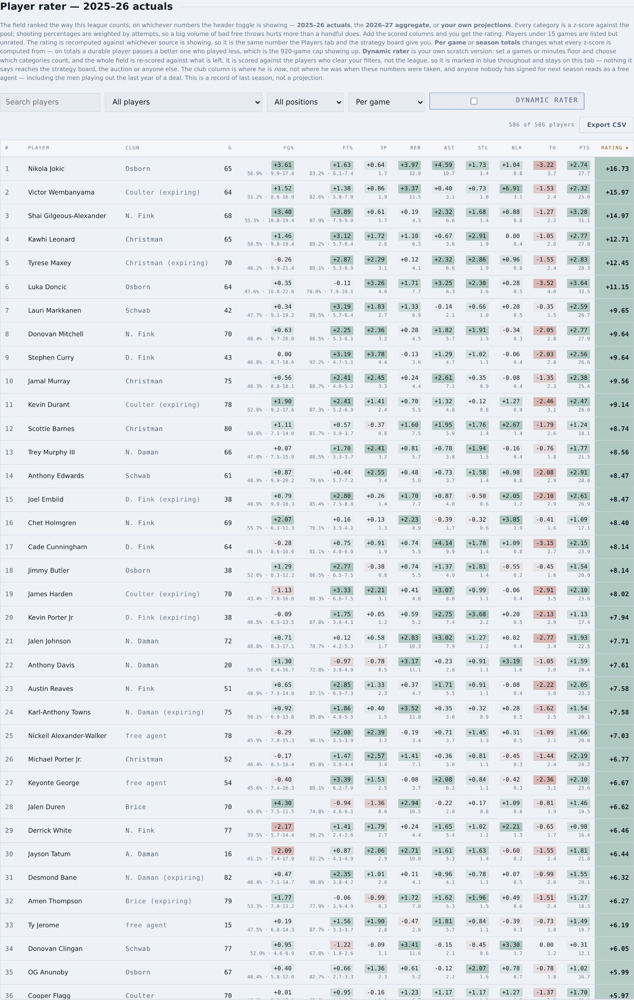 Player rater — 2025–26 actuals
The field ranked the way this league counts, on whichever numbers the header toggle is showing — 2025–26 actuals, the 2026–27 aggregate, or your own projections. Every category is a z-score against the
pool; shooting percentages are weighted by attempts, so a big volume of bad free throws hurts more than a handful does. Add the scored columns and you get the rating. Players under 15 games are listed but
unrated. The rating is recomputed against whichever source is showing, so it is the same number the Players tab and the strategy board give you. Per game or season totals changes what every z-score is
computed from — on totals a durable player passes a better one who played less, which is the 920-game cap showing up. Dynamic rater is your own scratch version: set a games or minutes floor and choose
which categories count, and the whole field is re-scored against what is left. It is scored against the players who clear your filters, not the league, so it is marked in blue throughout and stays on this tab — nothing it
says reaches the strategy board, the auction or anyone else. The club column is where he is now, not where he was when these numbers were taken, and anyone nobody has signed for next season reads as a free
agent — including the men playing out the last year of a deal. This is a record of last season, not a projection.
Search players All players All positions Per game DYNAMIC RATER
586 of 586 players Export CSV
# PLAYER CLUB G FG% FT% 3P REB AST STL BLK TO PTS RATING ▼
1 Nikola Jokic Osborn 65 +3.61 +1.63 +0.64 +3.97 +4.59 +1.73 +1.04 -3.22 +2.74 +16.73
56.9% · 9.9-17.4 83.2% · 6.1-7.4 1.7 12.9 10.7 1.4 0.8 3.7 27.7
2 Victor Wembanyama Coulter (expiring) 64 +1.52 +1.38 +0.86 +3.37 +0.40 +0.73 +6.91 -1.53 +2.32 +15.97
51.2% · 8.6-16.9 82.6% · 5.8-7.0 1.9 11.5 3.1 1.0 3.1 2.4 25.0
3 Shai Gilgeous-Alexander N. Fink 68 +3.40 +3.89 +0.61 +0.19 +2.32 +1.68 +0.88 -1.27 +3.28 +14.97
55.3% · 10.8-19.4 87.9% · 7.9-9.0 1.7 4.3 6.6 1.4 0.8 2.2 31.1
4 Kawhi Leonard Christman 65 +1.46 +3.12 +1.72 +1.10 +0.67 +2.91 0.00 -1.05 +2.77 +12.71
50.5% · 9.8-19.4 89.2% · 5.7-6.4 2.6 6.3 3.6 1.9 0.4 2.0 27.9
5 Tyrese Maxey Christman (expiring) 70 -0.26 +2.87 +2.29 +0.12 +2.32 +2.86 +0.96 -1.55 +2.83 +12.45
46.2% · 9.9-21.4 89.1% · 5.3-6.0 3.1 4.1 6.6 1.9 0.8 2.4 28.3
6 Luka Doncic Osborn 64 +0.35 -0.11 +3.26 +1.71 +3.25 +2.30 +0.28 -3.52 +3.64 +11.15
47.6% · 10.8-22.8 78.0% · 7.9-10.1 4.0 7.7 8.3 1.6 0.5 4.0 33.5
7 Lauri Markkanen Schwab 42 +0.34 +3.19 +1.83 +1.33 -0.14 +0.66 +0.20 -0.35 +2.59 +9.65
47.7% · 9.1-19.2 89.5% · 5.7-6.4 2.7 6.9 2.1 1.0 0.5 1.5 26.7
8 Donovan Mitchell N. Fink 70 +0.63 +2.25 +2.36 +0.28 +1.82 +1.91 -0.34 -2.05 +2.77 +9.64
48.4% · 9.7-20.0 86.5% · 5.3-6.1 3.2 4.5 5.7 1.5 0.3 2.8 27.9
9 Stephen Curry D. Fink 43 0.00 +3.19 +3.78 -0.13 +1.29 +1.02 -0.06 -2.03 +2.56 +9.64
46.8% · 8.7-18.6 92.2% · 4.7-5.1 4.4 3.6 4.7 1.1 0.4 2.8 26.6
10 Jamal Murray Christman 75 +0.56 +2.41 +2.45 +0.24 +2.61 +0.35 -0.08 -1.35 +2.38 +9.56
48.3% · 8.8-18.1 88.7% · 4.6-5.2 3.3 4.4 7.1 0.9 0.4 2.3 25.4
11 Kevin Durant Coulter (expiring) 78 +1.90 +2.41 +1.41 +0.70 +1.32 +0.12 +1.27 -2.46 +2.47 +9.14
52.0% · 9.2-17.6 87.3% · 5.2-6.0 2.4 5.5 4.8 0.8 0.9 3.1 26.0
12 Scottie Barnes Christman 80 +1.11 +0.57 -0.37 +1.60 +1.95 +1.76 +2.67 -1.79 +1.24 +8.74
50.6% · 7.1-14.0 81.7% · 3.0-3.7 0.8 7.5 5.9 1.4 1.4 2.6 18.1
13 Trey Murphy III N. Daman 66 +0.07 +1.70 +2.41 +0.81 +0.78 +1.94 -0.16 -0.76 +1.77 +8.56
47.0% · 7.5-15.9 88.5% · 3.3-3.7 3.2 5.7 3.8 1.5 0.4 1.8 21.5
14 Anthony Edwards Schwab 61 +0.87 +0.44 +2.55 +0.48 +0.73 +1.58 +0.98 -2.08 +2.91 +8.47
48.9% · 9.9-20.2 79.6% · 5.7-7.2 3.4 5.0 3.7 1.4 0.8 2.9 28.8
15 Joel Embiid D. Fink (expiring) 38 +0.79 +2.80 +0.26 +1.70 +0.87 -0.50 +2.05 -2.10 +2.61 +8.47
48.9% · 9.0-18.3 85.4% · 7.5-8.8 1.4 7.7 4.0 0.6 1.2 2.9 26.9
16 Chet Holmgren N. Fink 69 +2.07 +0.16 +0.13 +2.23 -0.39 -0.32 +3.85 -0.41 +1.09 +8.40
55.7% · 6.3-11.3 79.1% · 3.3-4.1 1.3 8.9 1.7 0.6 1.9 1.6 17.1
17 Cade Cunningham D. Fink 64 -0.28 +0.75 +0.91 +0.74 +4.14 +1.78 +1.09 -3.15 +2.15 +8.14
46.1% · 8.6-18.6 81.1% · 4.8-6.0 1.9 5.5 9.9 1.4 0.8 3.7 23.9
18 Jimmy Butler Osborn 38 +1.29 +2.77 -0.38 +0.74 +1.37 +1.81 -0.55 -0.45 +1.54 +8.14
52.0% · 6.3-12.2 86.5% · 6.5-7.5 0.8 5.5 4.9 1.4 0.2 1.6 20.0
19 James Harden Coulter (expiring) 70 -1.13 +3.33 +2.21 +0.41 +3.07 +0.99 -0.06 -2.91 +2.10 +8.02
43.4% · 7.0-16.0 88.3% · 6.6-7.5 3.1 4.8 8.0 1.1 0.4 3.5 23.6
20 Kevin Porter Jr D. Fink (expiring) 38 -0.09 +1.75 +0.05 +0.59 +2.75 +3.68 +0.20 -2.13 +1.13 +7.94
46.5% · 6.3-13.5 87.8% · 3.6-4.1 1.2 5.2 7.4 2.2 0.5 2.9 17.4
21 Jalen Johnson N. Daman 72 +0.71 +0.12 +0.58 +2.83 +3.02 +1.27 +0.02 -2.77 +1.93 +7.71
48.8% · 8.3-17.1 78.7% · 4.2-5.3 1.7 10.3 7.9 1.2 0.4 3.4 22.5
22 Anthony Davis N. Daman 20 +1.30 -0.97 -0.78 +3.17 +0.23 +0.91 +3.19 -1.05 +1.59 +7.61
50.6% · 8.4-16.7 72.8% · 3.0-4.0 0.5 11.1 2.8 1.1 1.6 2.0 20.4
23 Austin Reaves N. Fink 51 +0.65 +2.85 +1.33 +0.37 +1.71 +0.91 -0.08 -2.22 +2.05 +7.58
48.9% · 7.3-14.9 87.1% · 6.3-7.3 2.3 4.7 5.5 1.1 0.4 3.0 23.3
24 Karl-Anthony Towns N. Daman (expiring) 75 +0.92 +1.86 +0.40 +3.52 +0.35 +0.32 +0.28 -1.62 +1.54 +7.58
50.1% · 6.9-13.8 85.8% · 4.8-5.5 1.5 11.8 3.0 0.9 0.5 2.5 20.1
25 Nickeil Alexander-Walker free agent 78 -0.29 +2.08 +2.39 -0.19 +0.71 +1.45 +0.31 -1.09 +1.66 +7.03
45.9% · 7.0-15.3 90.1% · 3.5-3.9 3.2 3.4 3.7 1.3 0.5 2.1 20.8
26 Michael Porter Jr. Christman 52 -0.17 +1.47 +2.57 +1.41 +0.36 +0.81 -0.45 -1.44 +2.19 +6.77
46.4% · 8.5-18.4 85.8% · 3.8-4.4 3.4 7.1 3.0 1.1 0.3 2.4 24.2
27 Keyonte George free agent 54 -0.40 +3.39 +1.53 -0.08 +2.08 +0.84 -0.42 -2.36 +2.10 +6.67
45.6% · 7.4-16.3 89.1% · 6.2-7.0 2.5 3.7 6.2 1.1 0.3 3.1 23.6
28 Jalen Duren Brice 70 +4.30 -0.94 -1.36 +2.94 -0.22 +0.17 +1.09 -0.81 +1.46 +6.62
65.0% · 7.5-11.5 74.8% · 4.6-6.1 0.0 10.5 2.0 0.8 0.8 1.9 19.5
29 Derrick White N. Fink 77 -2.17 +1.41 +1.79 +0.24 +1.65 +1.02 +2.21 -0.65 +0.98 +6.46
39.5% · 5.7-14.4 90.2% · 2.4-2.6 2.7 4.4 5.4 1.1 1.3 1.7 16.4
30 Jayson Tatum A. Daman 16 -2.09 +0.87 +2.06 +2.71 +1.61 +1.63 -0.60 -1.55 +1.81 +6.44
41.1% · 7.4-17.9 82.2% · 4.1-4.9 2.9 10.0 5.3 1.4 0.2 2.4 21.8
31 Desmond Bane N. Daman (expiring) 82 +0.47 +2.35 +1.01 +0.11 +0.96 +0.78 +0.07 -0.99 +1.55 +6.32
48.4% · 7.1-14.7 90.8% · 3.8-4.2 2.0 4.1 4.1 1.1 0.5 2.0 20.1
32 Amen Thompson Brice (expiring) 79 +1.77 -0.06 -0.99 +1.72 +1.62 +1.96 +0.49 -1.51 +1.27 +6.27
53.3% · 7.0-13.2 77.9% · 3.9-4.9 0.3 7.8 5.3 1.5 0.6 2.4 18.3
33 Ty Jerome free agent 15 +0.19 +1.56 +1.90 -0.47 +1.81 +0.84 -0.39 -0.73 +1.49 +6.19
47.5% · 6.8-14.3 87.7% · 3.3-3.7 2.8 2.8 5.7 1.1 0.3 1.8 19.7
34 Donovan Clingan Schwab 77 +0.95 -1.22 -0.09 +3.41 -0.15 -0.45 +3.30 0.00 +0.31 +6.05
52.0% · 4.6-8.9 67.8% · 1.8-2.6 1.1 11.6 2.1 0.6 1.7 1.2 12.1
35 OG Anunoby Osborn 67 +0.40 +0.66 +1.36 +0.61 -0.12 +2.07 +0.78 -0.78 +1.02 +5.99
48.4% · 5.8-12.0 82.7% · 2.7-3.3 2.3 5.2 2.2 1.6 0.7 1.8 16.7
36 Cooper Flagg Coulter 70 +0.01 +0.95 -0.16 +1.23 +1.17 +1.17 +1.27 -1.37 +1.70 +5.97